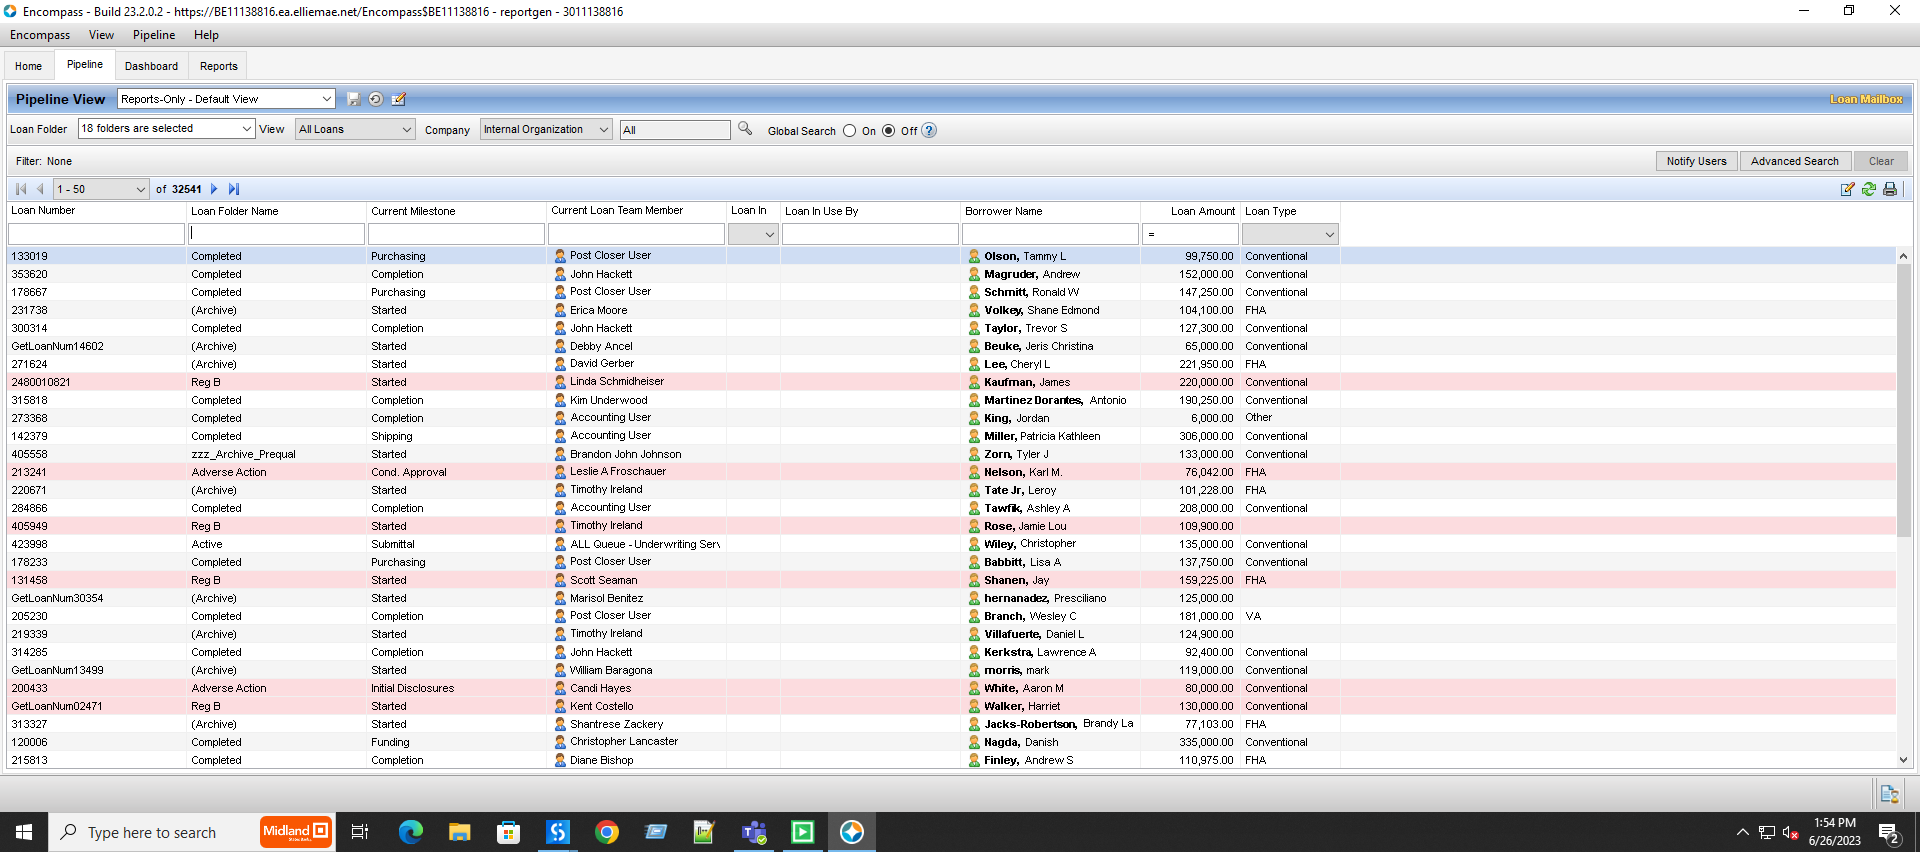 Encompass - Build 23.2.0.2 - https://BE11138816.ea.elliemae.net/Encompass$BE11138816 - reportgen - 3011138816
Encompass View Pipeline Help
Home Pipeline Dashboard Reports
Pipeline View Reports-Only - Default View Loan Mailbox
Loan Folder 18 folders are selected View All Loans Company Internal Organization All Global Search On Off ?
Filter: None Notify Users Advanced Search Clear
1 - 50 of 32541
Loan Number Loan Folder Name Current Milestone Current Loan Team Member Loan In Loan In Use By Borrower Name Loan Amount Loan Type
=
133019 Completed Purchasing Post Closer User Olson, Tammy L 99,750.00 Conventional
353620 Completed Completion John Hackett Magruder, Andrew 152,000.00 Conventional
178667 Completed Purchasing Post Closer User Schmitt, Ronald W 147,250.00 Conventional
231738 (Archive) Started Erica Moore Volkey, Shane Edmond 104,100.00 FHA
300314 Completed Completion John Hackett Taylor, Trevor S 127,300.00 Conventional
GetLoanNum14602 (Archive) Started Debby Ancel Beuke, Jeris Christina 65,000.00 Conventional
271624 (Archive) Started David Gerber Lee, Cheryl L 221,950.00 FHA
2480010821 Reg B Started Linda Schmidheiser Kaufman, James 220,000.00 Conventional
315818 Completed Completion Kim Underwood Martinez Dorantes, Antonio 190,250.00 Conventional
273368 Completed Completion Accounting User King, Jordan 6,000.00 Other
142379 Completed Shipping Accounting User Miller, Patricia Kathleen 306,000.00 Conventional
405558 zzz_Archive_Prequal Started Brandon John Johnson Zorn, Tyler J 133,000.00 Conventional
213241 Adverse Action Cond. Approval Leslie A Froschauer Nelson, Karl M. 76,042.00 FHA
220671 (Archive) Started Timothy Ireland Tate Jr, Leroy 101,228.00 FHA
284866 Completed Completion Accounting User Tawfik, Ashley A 208,000.00 Conventional
405949 Reg B Started Timothy Ireland Rose, Jamie Lou 109,900.00
423998 Active Submittal ALL Queue - Underwriting Serv Wiley, Christopher 135,000.00 Conventional
178233 Completed Purchasing Post Closer User Babbitt, Lisa A 137,750.00 Conventional
131458 Reg B Started Scott Seaman Shanen, Jay 159,225.00 FHA
GetLoanNum30354 (Archive) Started Marisol Benitez hernanadez, Presciliano 125,000.00
205230 Completed Completion Post Closer User Branch, Wesley C 181,000.00 VA
219339 (Archive) Started Timothy Ireland Villafuerte, Daniel L 124,900.00
314285 Completed Completion John Hackett Kerkstra, Lawrence A 92,400.00 Conventional
GetLoanNum13499 (Archive) Started William Baragona morris, mark 119,000.00 Conventional
200433 Adverse Action Initial Disclosures Candi Hayes White, Aaron M 80,000.00 Conventional
GetLoanNum02471 Reg B Started Kent Costello Walker, Harriet 130,000.00 Conventional
313327 (Archive) Started Shantrese Zackery Jacks-Robertson, Brandy La 77,103.00 FHA
120006 Completed Funding Christopher Lancaster Nagda, Danish 335,000.00 Conventional
215813 Completed Completion Diane Bishop Finley, Andrew S 110,975.00 FHA
Type here to search Midland 1:54 PM
6/26/2023 2